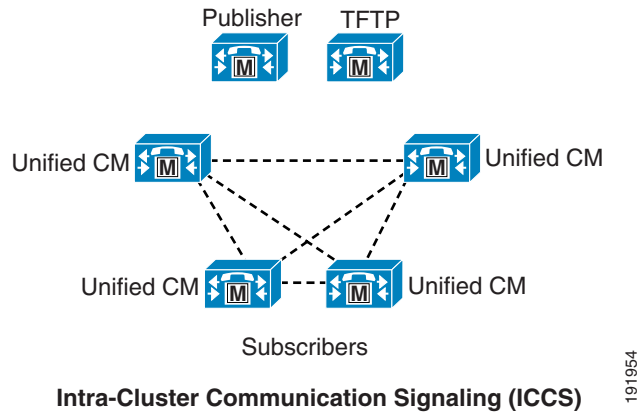 Publisher TFTP
M M
Unified CM M M Unified CM
Unified CM M M Unified CM
Subscribers
Intra-Cluster Communication Signaling (ICCS)
191954